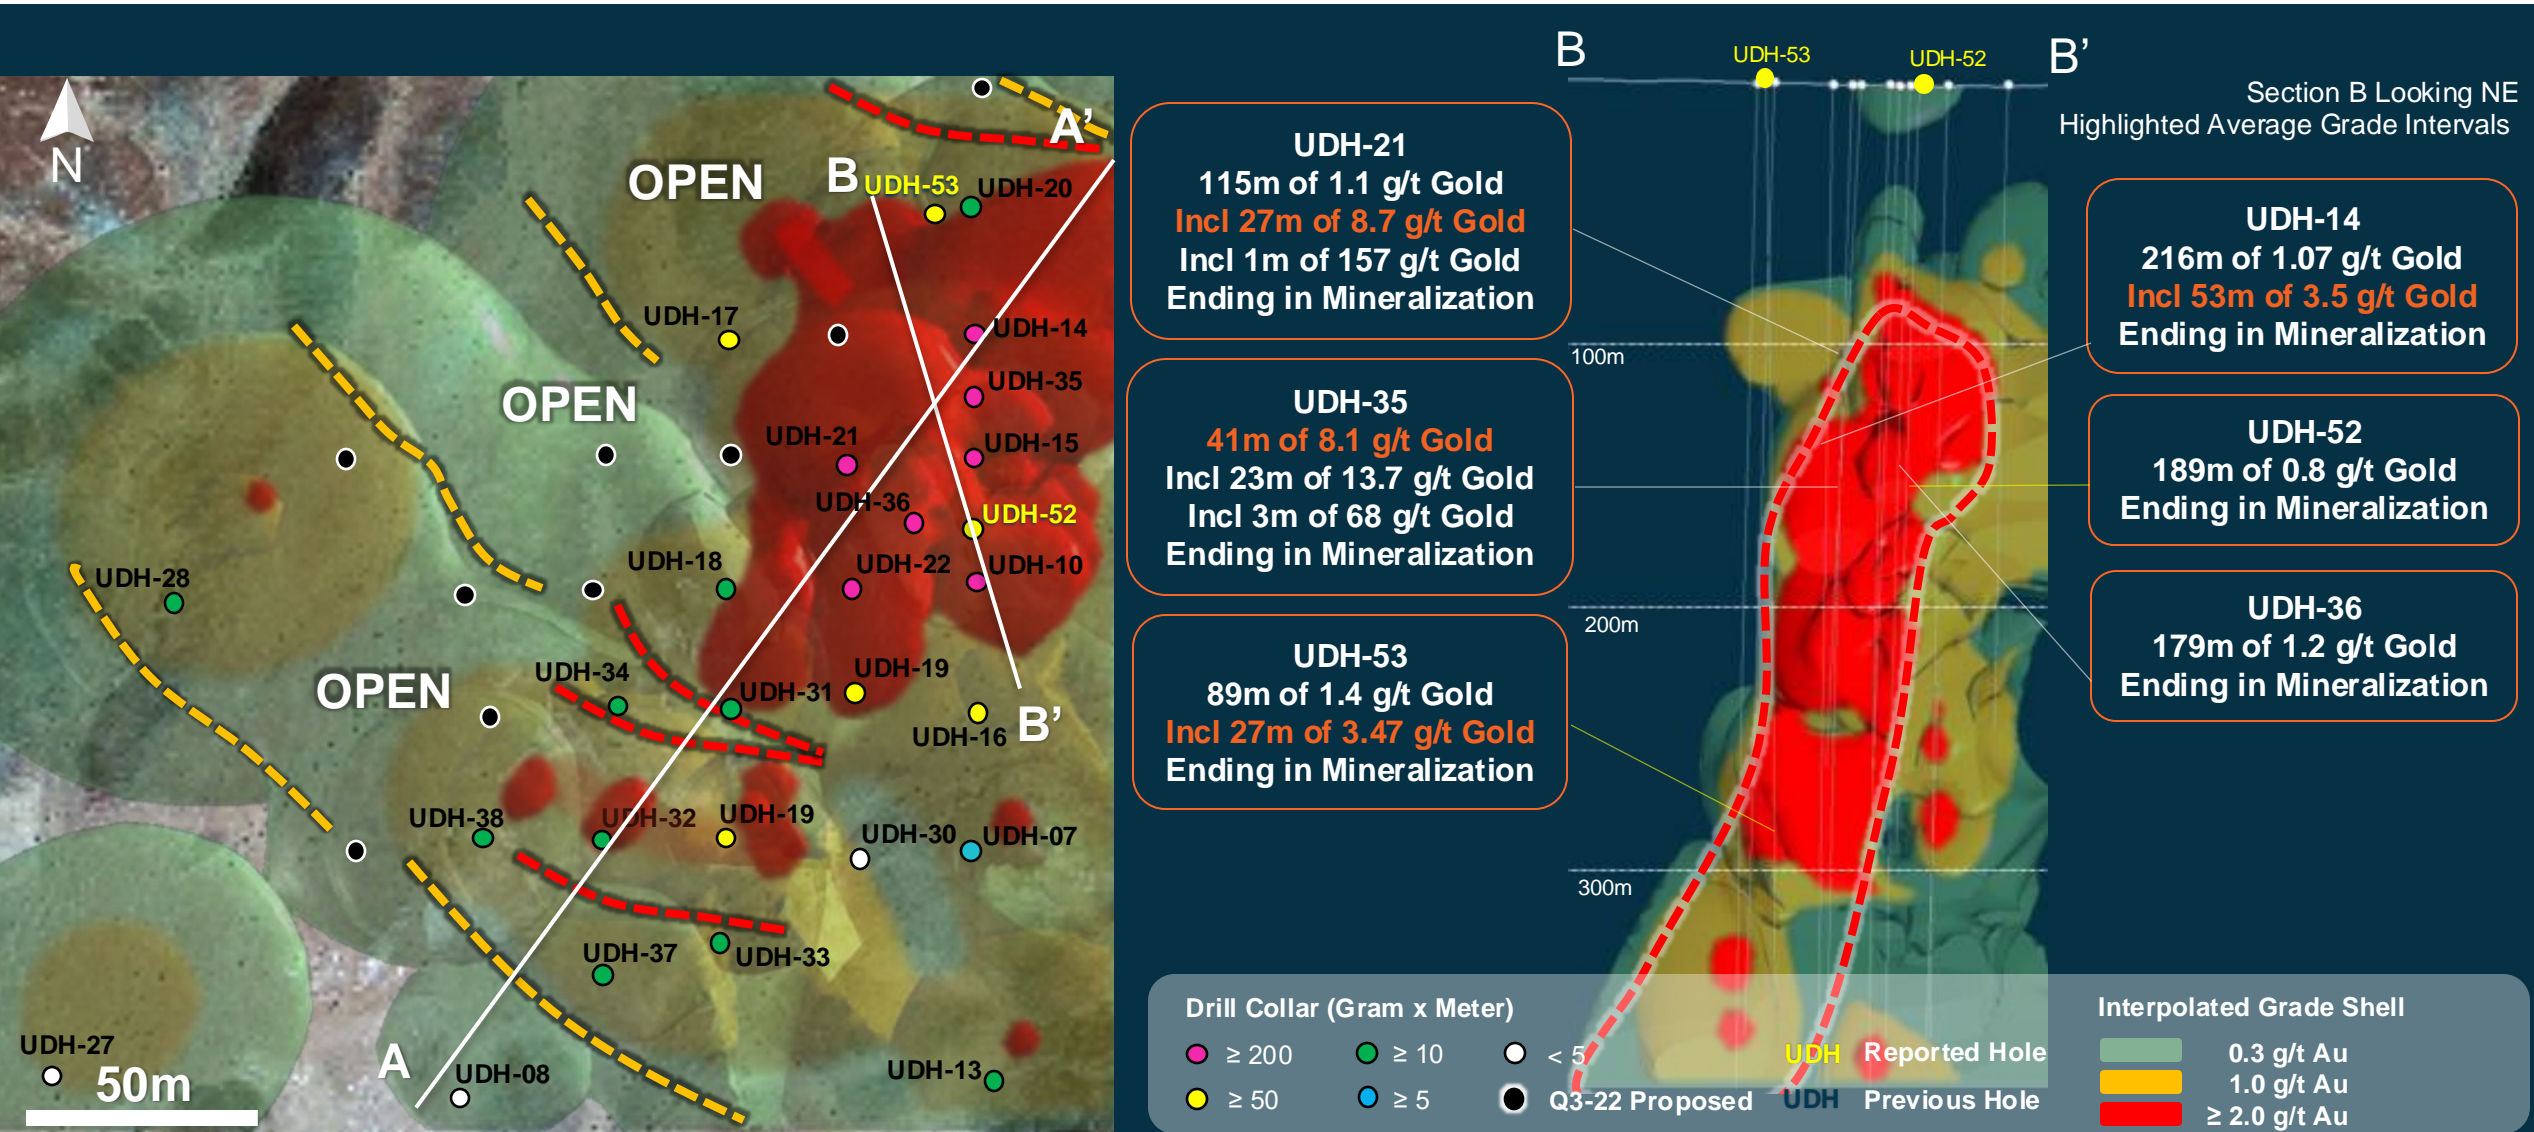 N
OPEN
A’
B
UDH-53
UDH-20
UDH-17
UDH-14
OPEN
UDH-35
UDH-21
UDH-15
UDH-36
UDH-52
UDH-18
UDH-22
UDH-10
UDH-28
OPEN
UDH-34
UDH-31
UDH-19
UDH-16
B’
UDH-38
UDH-32
UDH-19
UDH-30
UDH-07
UDH-37
UDH-33
UDH-27
50m
A
UDH-08
UDH-13
UDH-21
115m of 1.1 g/t Gold
Incl 27m of 8.7 g/t Gold
Incl 1m of 157 g/t Gold
Ending in Mineralization
UDH-35
41m of 8.1 g/t Gold
Incl 23m of 13.7 g/t Gold
Incl 3m of 68 g/t Gold
Ending in Mineralization
UDH-53
89m of 1.4 g/t Gold
Incl 27m of 3.47 g/t Gold
Ending in Mineralization
B
UDH-53
UDH-52
B’
100m
200m
300m
Section B Looking NE
Highlighted Average Grade Intervals
UDH-14
216m of 1.07 g/t Gold
Incl 53m of 3.5 g/t Gold
Ending in Mineralization
UDH-52
189m of 0.8 g/t Gold
Ending in Mineralization
UDH-36
179m of 1.2 g/t Gold
Ending in Mineralization
Drill Collar (Gram x Meter)
≥ 200
≥ 10
< 5
UDH Reported Hole
≥ 50
≥ 5
Q3-22 Proposed
UDH Previous Hole
Interpolated Grade Shell
0.3 g/t Au
1.0 g/t Au
≥ 2.0 g/t Au